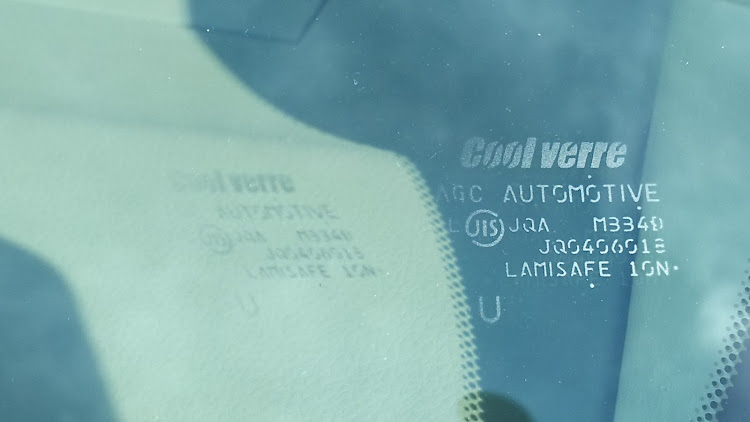 Cool verre
AGC AUTOMOTIVE
L JIS JQA M3340
JQ0406018
LAMISAFE 10N
U